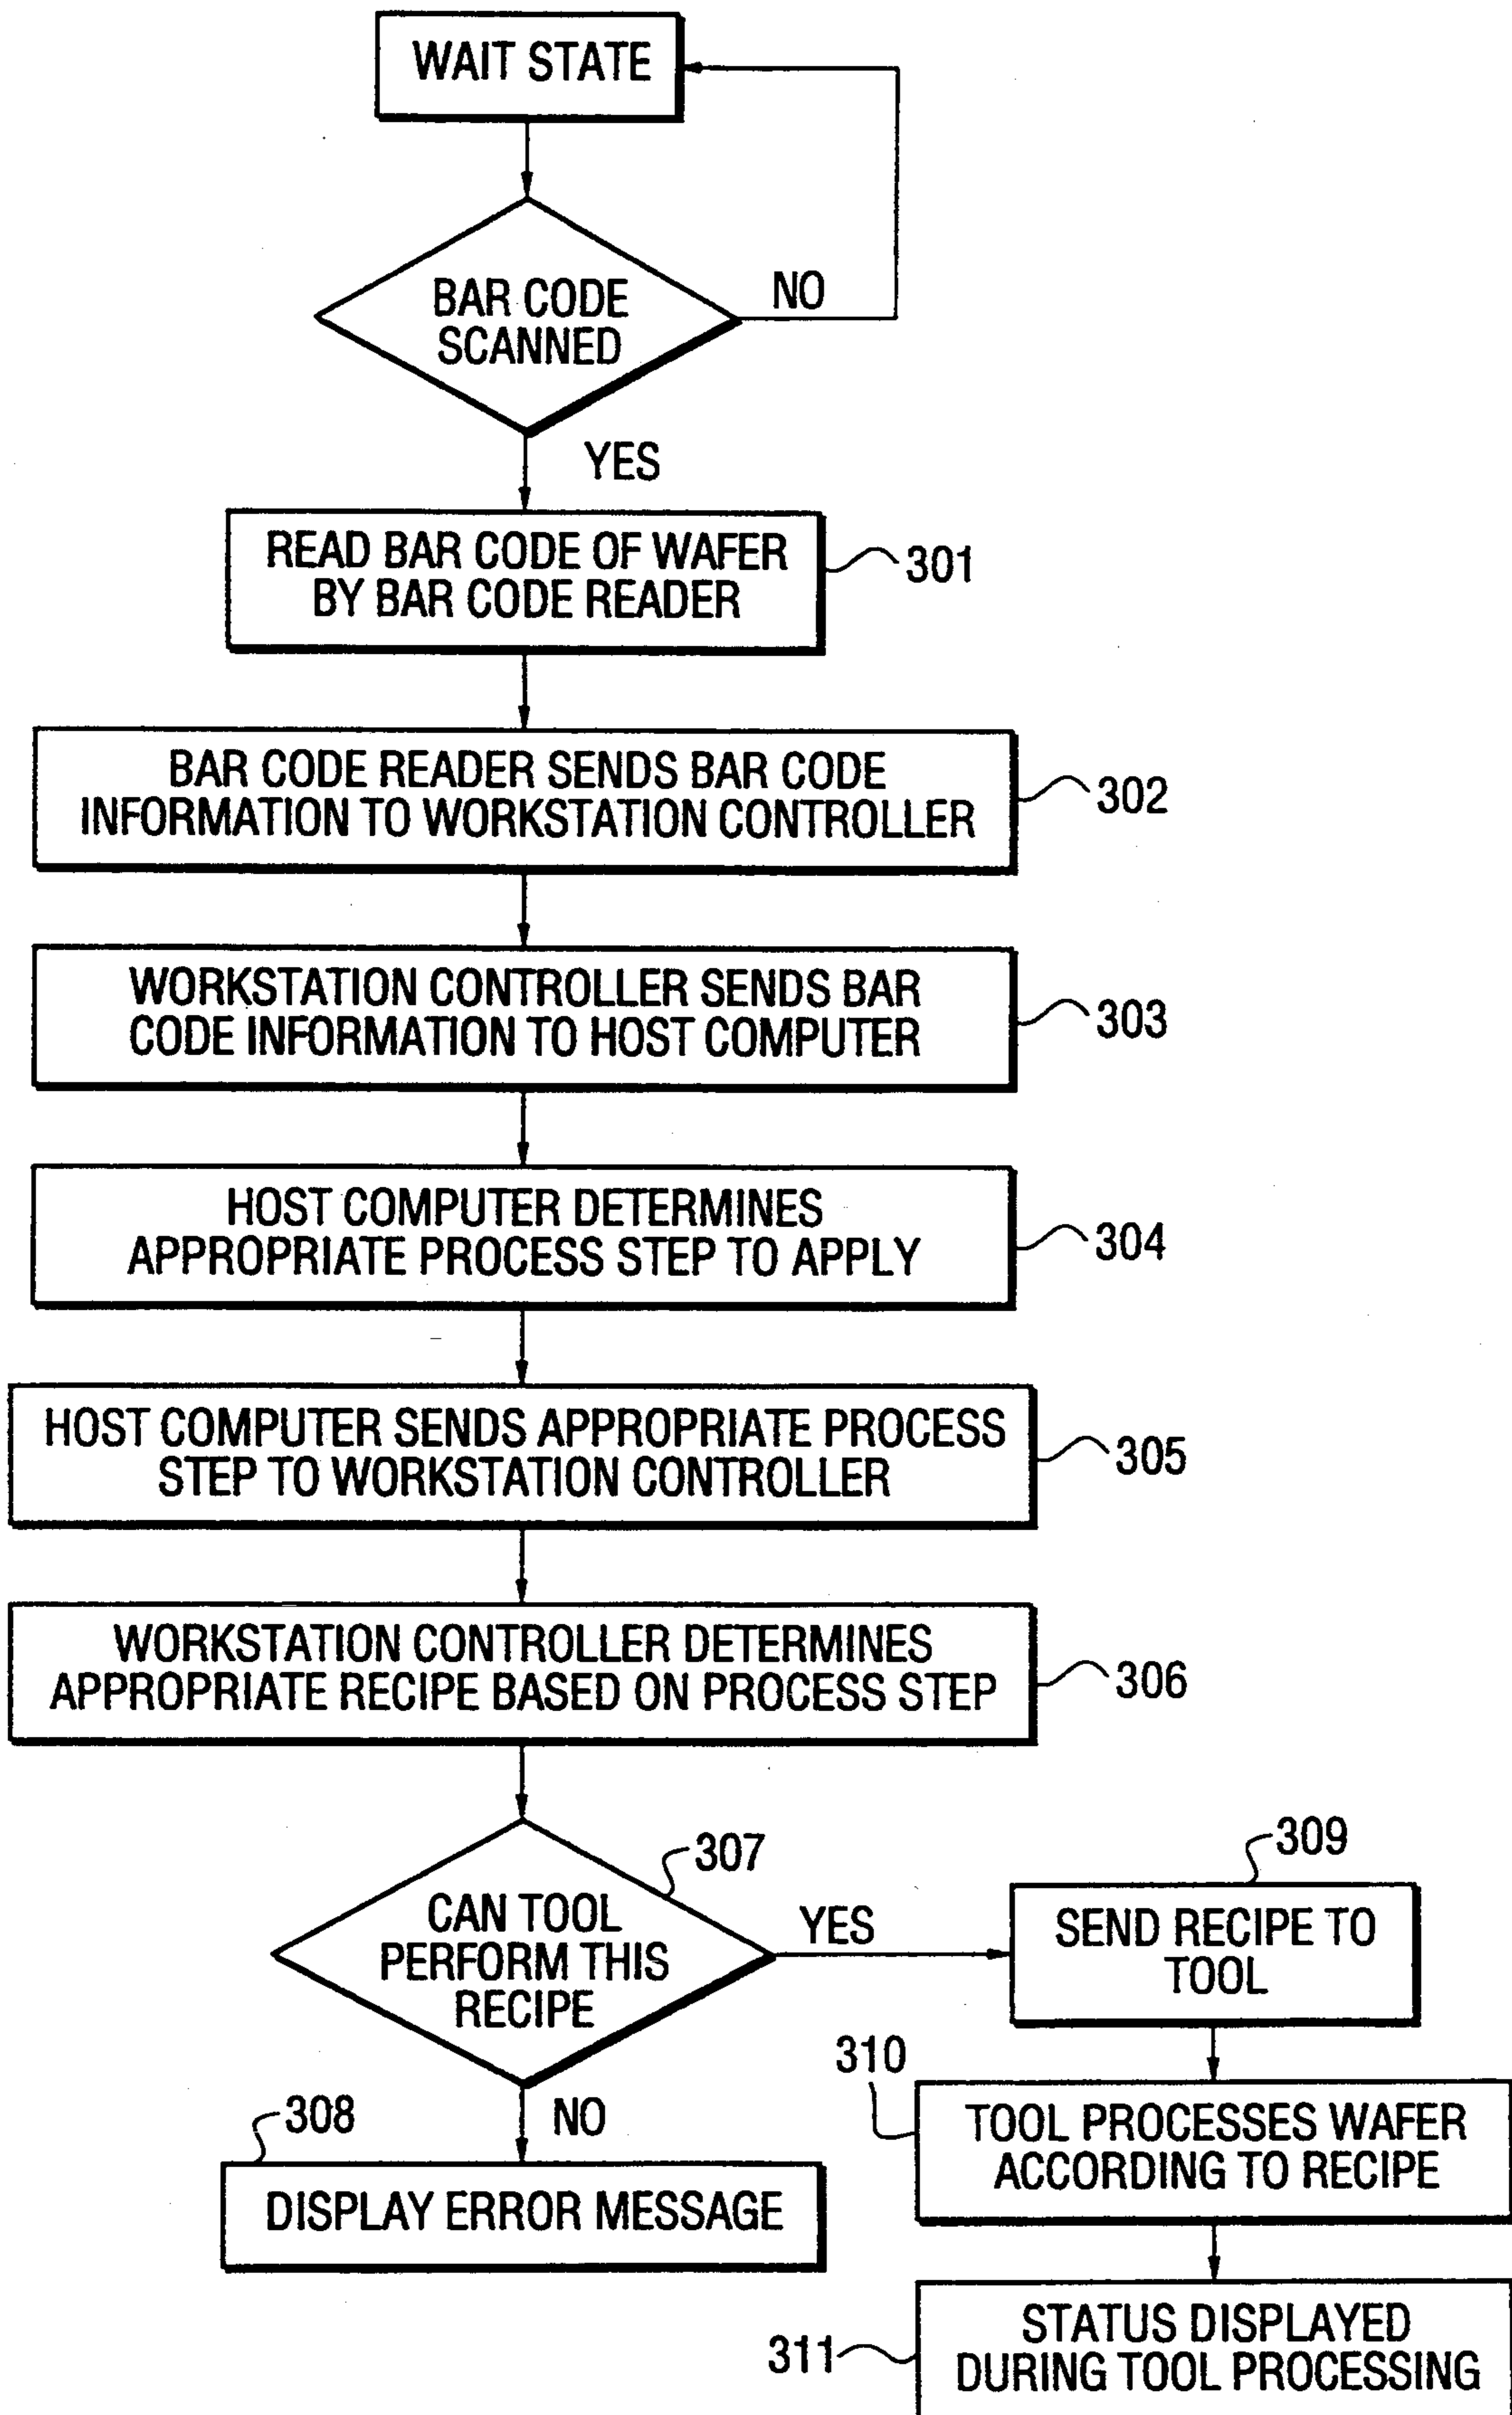 WAIT STATE
BAR CODE
SCANNED
NO
YES
READ BAR CODE OF WAFER
BY BAR CODE READER
301
BAR CODE READER SENDS BAR CODE
INFORMATION TO WORKSTATION CONTROLLER
302
WORKSTATION CONTROLLER SENDS BAR
CODE INFORMATION TO HOST COMPUTER
303
HOST COMPUTER DETERMINES
APPROPRIATE PROCESS STEP TO APPLY
304
HOST COMPUTER SENDS APPROPRIATE PROCESS
STEP TO WORKSTATION CONTROLLER
305
WORKSTATION CONTROLLER DETERMINES
APPROPRIATE RECIPE BASED ON PROCESS STEP
306
307
CAN TOOL
PERFORM THIS
RECIPE
YES
309
SEND RECIPE TO
TOOL
NO
308
DISPLAY ERROR MESSAGE
310
TOOL PROCESSES WAFER
ACCORDING TO RECIPE
311
STATUS DISPLAYED
DURING TOOL PROCESSING